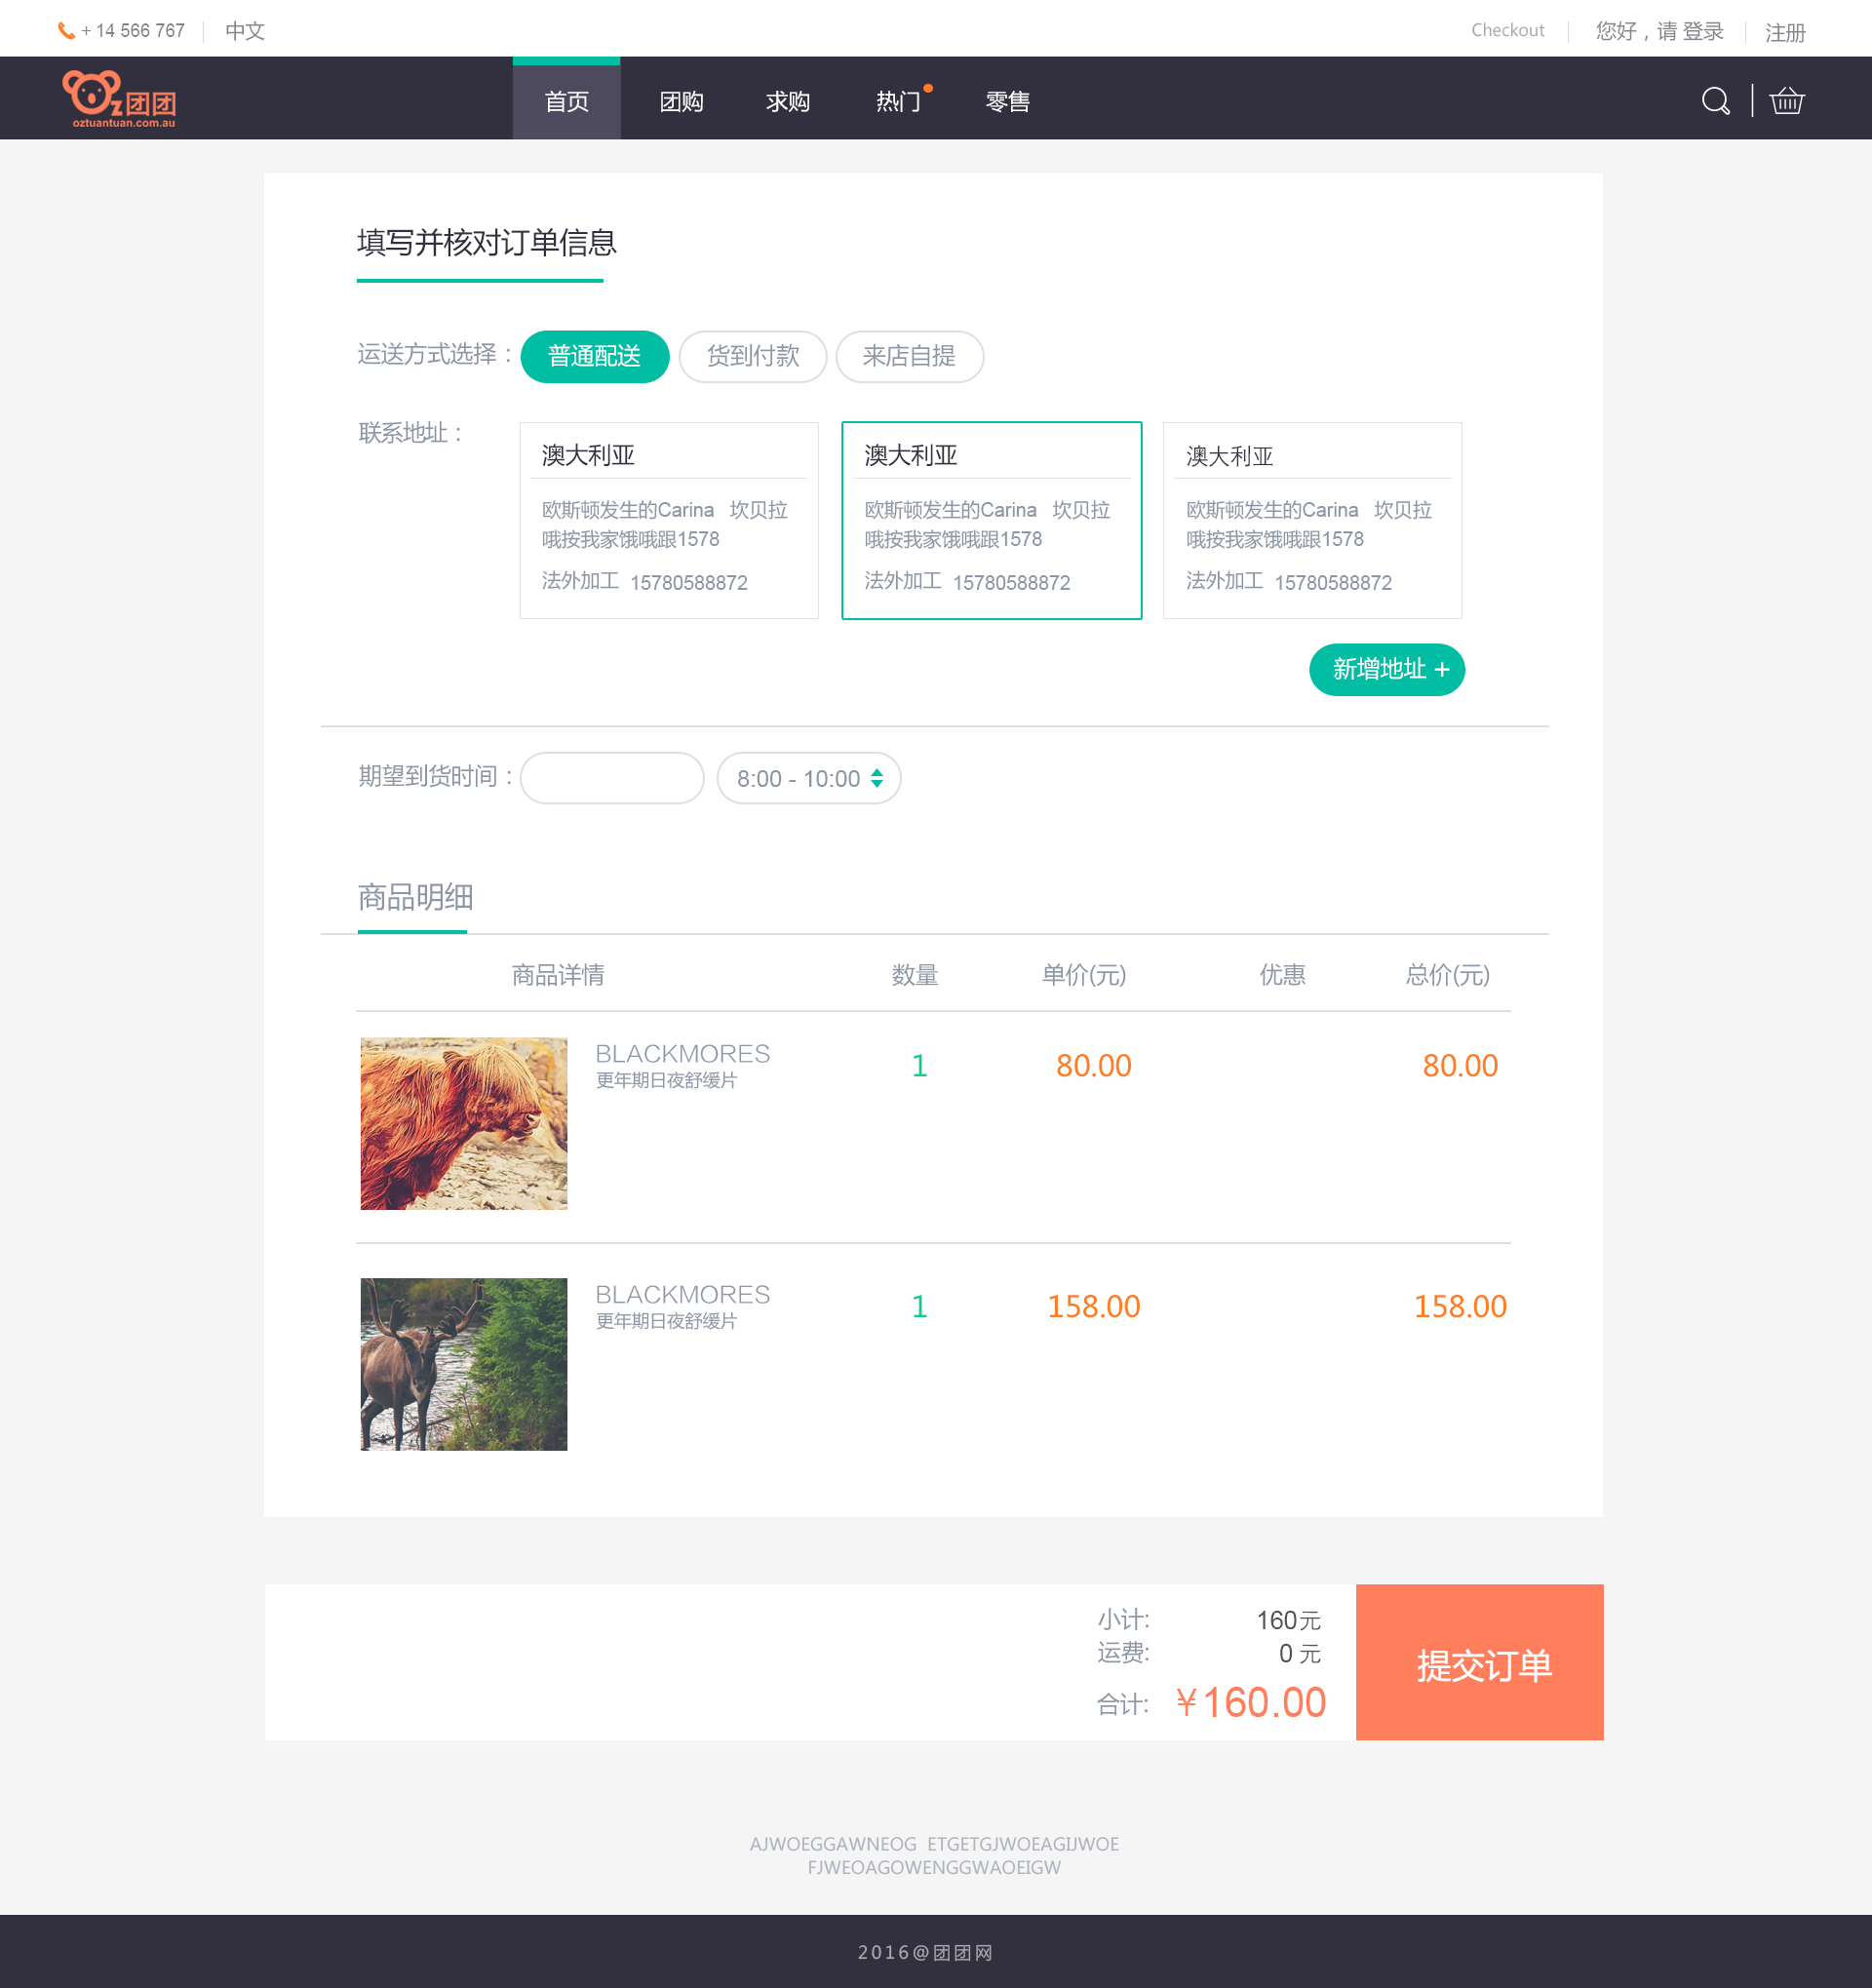 + 14 566 767
中文
Checkout
您好，请 登录
注册
Oz团团
oztuantuan.com.au
首页
团购
求购
热门
零售
填写并核对订单信息
运送方式选择：
普通配送
货到付款
来店自提
联系地址：
澳大利亚
欧斯顿发生的Carina 坎贝拉
哦按我家饿哦跟1578
法外加工 15780588872
澳大利亚
欧斯顿发生的Carina 坎贝拉
哦按我家饿哦跟1578
法外加工 15780588872
澳大利亚
欧斯顿发生的Carina 坎贝拉
哦按我家饿哦跟1578
法外加工 15780588872
新增地址 +
期望到货时间：
8:00 - 10:00
商品明细
商品详情 数量 单价(元) 优惠 总价(元)
BLACKMORES
更年期日夜舒缓片
1 80.00 80.00
BLACKMORES
更年期日夜舒缓片
1 158.00 158.00
小计: 160元
运费: 0 元
合计: ¥160.00
提交订单
AJWOEGGAWNEOG ETGETGJWOEAGIJWOE
FJWEOAGOWENGGWAOEIGW
2016@团团网